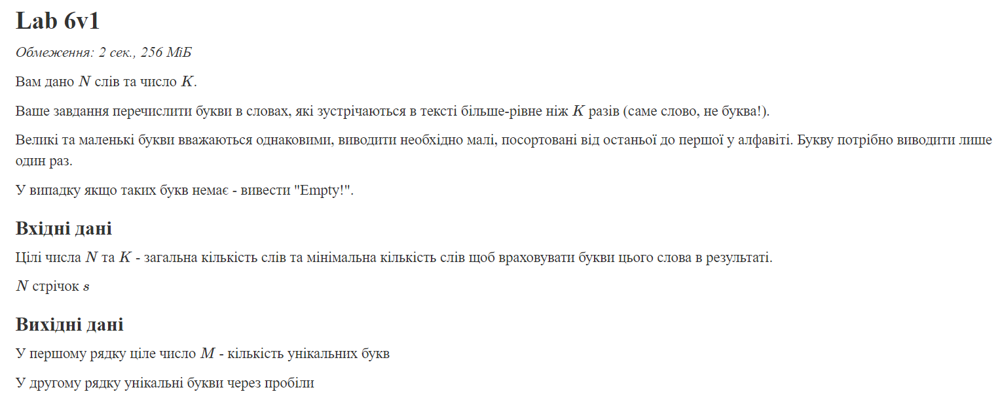 Lab 6v1
Обмеження: 2 сек., 256 МіБ
Вам дано N слів та число K.
Ваше завдання перечислити букви в словах, які зустрічаються в тексті більше-рівне ніж K разів (саме слово, не буква!).
Великі та маленькі букви вважаються однаковими, виводити необхідно малі, посортовані від останьої до першої у алфавіті. Букву потрібно виводити лише
один раз.
У випадку якщо таких букв немає - вивести "Empty!".
Вхідні дані
Цілі числа N та K - загальна кількість слів та мінімальна кількість слів щоб враховувати букви цього слова в результаті.
N стрічок s
Вихідні дані
У першому рядку ціле число M - кількість унікальних букв
У другому рядку унікальні букви через пробіли